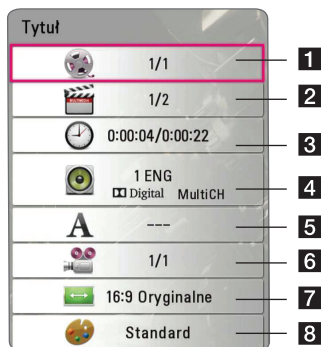 Tytuł
1/1
1
MULTIMEDIA 1/2
2
0:00:04/0:00:22
3
1 ENG
Digital MultiCH
4
A ---
5
1/1
6
16:9 Oryginalne
7
Standard
8